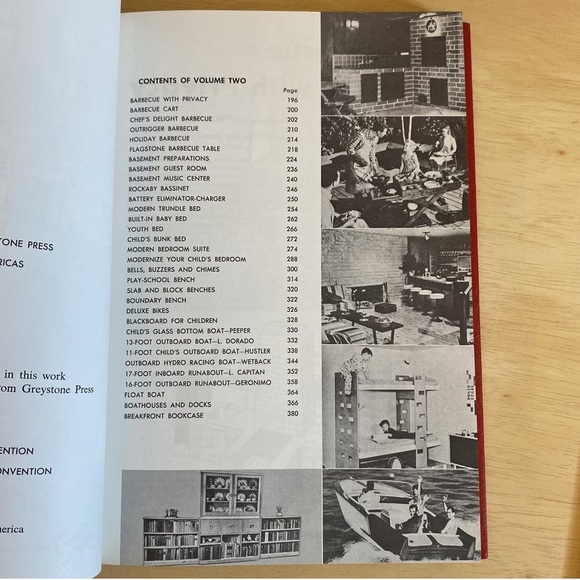 STONE PRESS
RICAS
in this work
from Greystone Press
ENTION
CONVENTION
merica
CONTENTS OF VOLUME TWO
Page
BARBECUE WITH PRIVACY 196
BARBECUE CART 200
CHEF'S DELIGHT BARBECUE 202
OUTRIGGER BARBECUE 210
HOLIDAY BARBECUE 214
FLAGSTONE BARBECUE TABLE 218
BASEMENT PREPARATIONS 224
BASEMENT GUEST ROOM 236
BASEMENT MUSIC CENTER 240
ROCKABY BASSINET 246
BATTERY ELIMINATOR-CHARGER 250
MODERN TRUNDLE BED 254
BUILT-IN BABY BED 262
YOUTH BED 266
CHILD'S BUNK BED 272
MODERN BEDROOM SUITE 274
MODERNIZE YOUR CHILD'S BEDROOM 288
BELLS, BUZZERS AND CHIMES 300
PLAY-SCHOOL BENCH 314
SLAB AND BLOCK BENCHES 320
BOUNDARY BENCH 322
DELUXE BIKES 326
BLACKBOARD FOR CHILDREN 328
CHILD'S GLASS BOTTOM BOAT—PEEPER 330
13-FOOT OUTBOARD BOAT—L. DORADO 332
11-FOOT CHILD'S OUTBOARD BOAT—HUSTLER 338
OUTBOARD HYDRO RACING BOAT—WETBACK 344
17-FOOT INBOARD RUNABOUT—L. CAPITAN 352
16-FOOT OUTBOARD RUNABOUT—GERONIMO 358
FLOAT BOAT 364
BOATHOUSES AND DOCKS 366
BREAKFRONT BOOKCASE 380